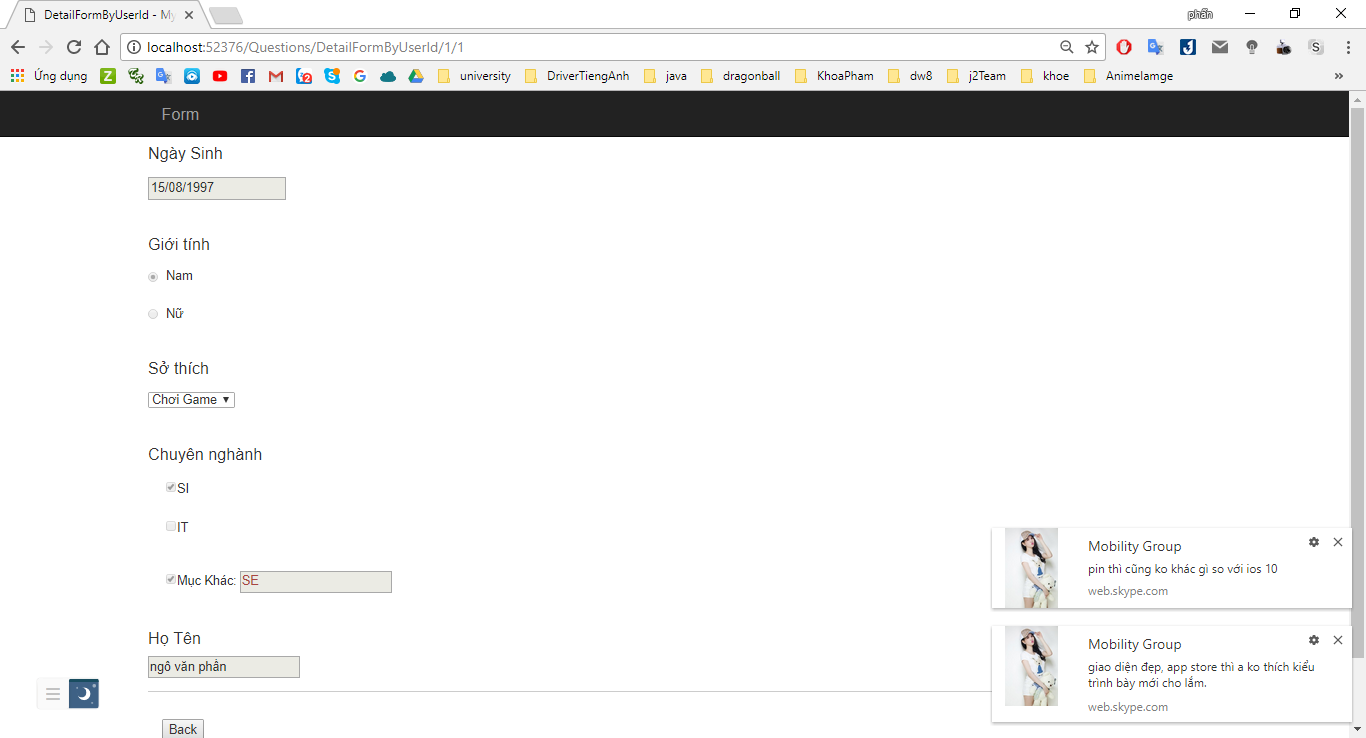 DetailFormByUserId - My
phấn
localhost:52376/Questions/DetailFormByUserId/1/1
Ứng dụng university DriverTiengAnh java dragonball KhoaPham dw8 j2Team khoe Animelamge »
Form
Ngày Sinh
15/08/1997
Giới tính
Nam
Nữ
Sở thích
Chơi Game
Chuyên nghành
SI
IT
Mục Khác: SE
Họ Tên
ngô văn phần
Back
Mobility Group
pin thì cũng ko khác gì so với ios 10
web.skype.com
Mobility Group
giao diện đẹp, app store thì a ko thích kiểu
trình bày mới cho lắm.
web.skype.com